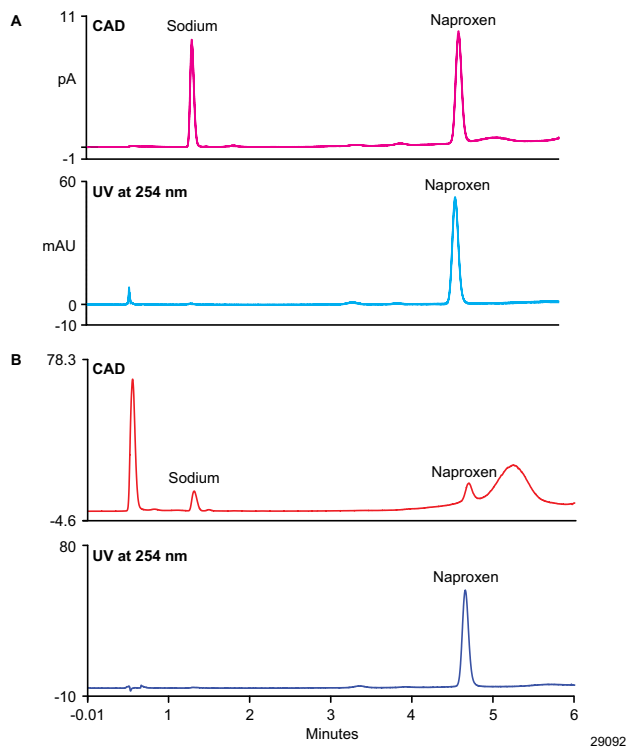 A
11
CAD
Sodium
Naproxen
pA
-1
60
UV at 254 nm
Naproxen
mAU
0
-10
B
78.3
CAD
Sodium
Naproxen
-4.6
80
UV at 254 nm
Naproxen
-10
-0.01 1 2 3 4 5 6
Minutes
29092